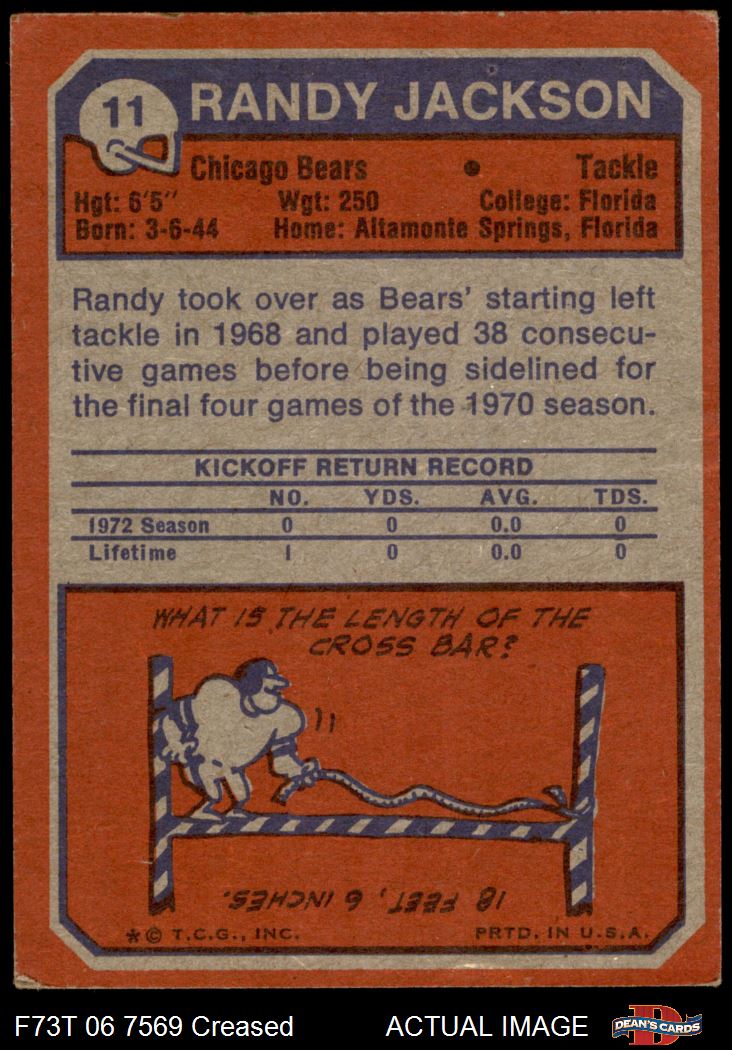 11
RANDY JACKSON
Chicago Bears • Tackle
Hgt: 6'5" Wgt: 250 College: Florida
Born: 3-6-44 Home: Altamonte Springs, Florida
Randy took over as Bears' starting left
tackle in 1968 and played 38 consecu-
tive games before being sidelined for
the final four games of the 1970 season.
KICKOFF RETURN RECORD
NO. YDS. AVG. TDS.
1972 Season 0 0 0.0 0
Lifetime 1 0 0.0 0
WHAT IS THE LENGTH OF THE
CROSS BAR?
18 FEET, 6 INCHES.
*© T.C.G., INC. PRTD. IN U.S.A.
F73T 06 7569 Creased ACTUAL IMAGE
D
DEAN'S CARDS